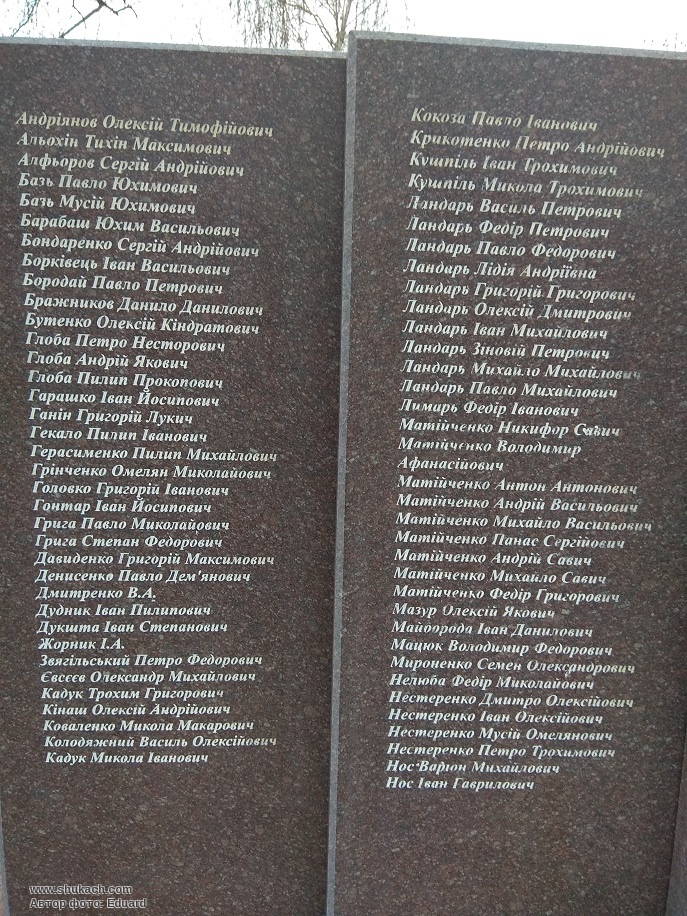 Андріянов Олексій Тимофійович
Альохін Тихін Максимович
Алфьоров Сергій Андрійович
Базь Павло Юхимович
Базь Мусій Юхимович
Барабаш Юхим Васильович
Бондаренко Сергій Андрійович
Борківець Іван Васильович
Бородай Павло Петрович
Бражников Данило Данилович
Бутенко Олексій Кіндратович
Глоба Петро Несторович
Глоба Андрій Якович
Глоба Пилип Прокопович
Гарашко Іван Йосипович
Ганін Григорій Лукич
Гекало Пилип Іванович
Герасименко Пилип Михайлович
Грінченко Омелян Миколайович
Головко Григорій Іванович
Гонтар Іван Йосипович
Грига Павло Миколайович
Грига Степан Федорович
Давиденко Григорій Максимович
Денисенко Павло Дем'янович
Дмитренко В.А.
Дудник Іван Пилипович
Дукшта Іван Степанович
Жорник І.А.
Звягільський Петро Федорович
Євсєєв Олександр Михайлович
Кадук Трохим Григорович
Кінаш Олексій Андрійович
Коваленко Микола Макарович
Колодяжний Василь Олексійович
Кадук Микола Іванович
Кокоза Павло Іванович
Крикотенко Петро Андрійович
Кушпіль Іван Трохимович
Кушпіль Микола Трохимович
Ландарь Василь Петрович
Ландарь Федір Петрович
Ландарь Павло Федорович
Ландарь Лідія Андріївна
Ландарь Григорій Григорович
Ландарь Олексій Дмитрович
Ландарь Іван Михайлович
Ландарь Зіновій Петрович
Ландарь Михайло Михайлович
Ландарь Павло Михайлович
Лимарь Федір Іванович
Матійченко Никифор Савич
Матійченко Володимир
Афанасійович
Матійченко Антон Антонович
Матійченко Андрій Васильович
Матійченко Михайло Васильович
Матійченко Панас Сергійович
Матійченко Андрій Савич
Матійченко Михайло Савич
Матійченко Федір Григорович
Мазур Олексій Якович
Майборода Іван Данилович
Мацюк Володимир Федорович
Мироненко Семен Олександрович
Нелюба Федір Миколайович
Нестеренко Дмитро Олексійович
Нестеренко Іван Олексійович
Нестеренко Мусій Омелянович
Нестеренко Петро Трохимович
Нос Варіон Михайлович
Нос Іван Гаврилович
www.shukach.com
Автор фото: Eduard